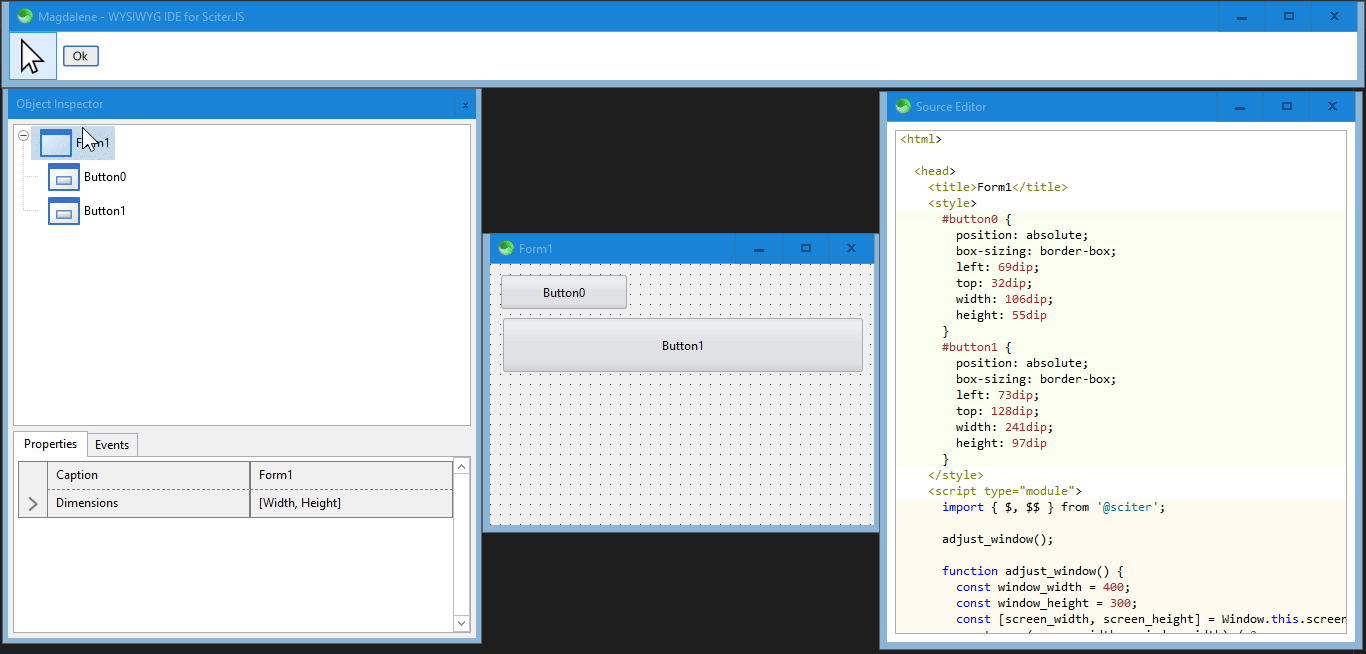 Magdalene - WYSIWYG IDE for Sciter.JS
Ok
Object Inspector
Form1
Button0
Button1
Properties
Events
Caption
Form1
Dimensions
[Width, Height]
Form1
Button0
Button1
Source Editor
<html>
<head>
<title>Form1</title>
<style>
#button0 {
position: absolute;
box-sizing: border-box;
left: 69dip;
top: 32dip;
width: 106dip;
height: 55dip
}
#button1 {
position: absolute;
box-sizing: border-box;
left: 73dip;
top: 128dip;
width: 241dip;
height: 97dip
}
</style>
<script type="module">
import { $, $$ } from '@sciter';
adjust_window();
function adjust_window() {
const window_width = 400;
const window_height = 300;
const [screen_width, screen_height] = Window.this.screen